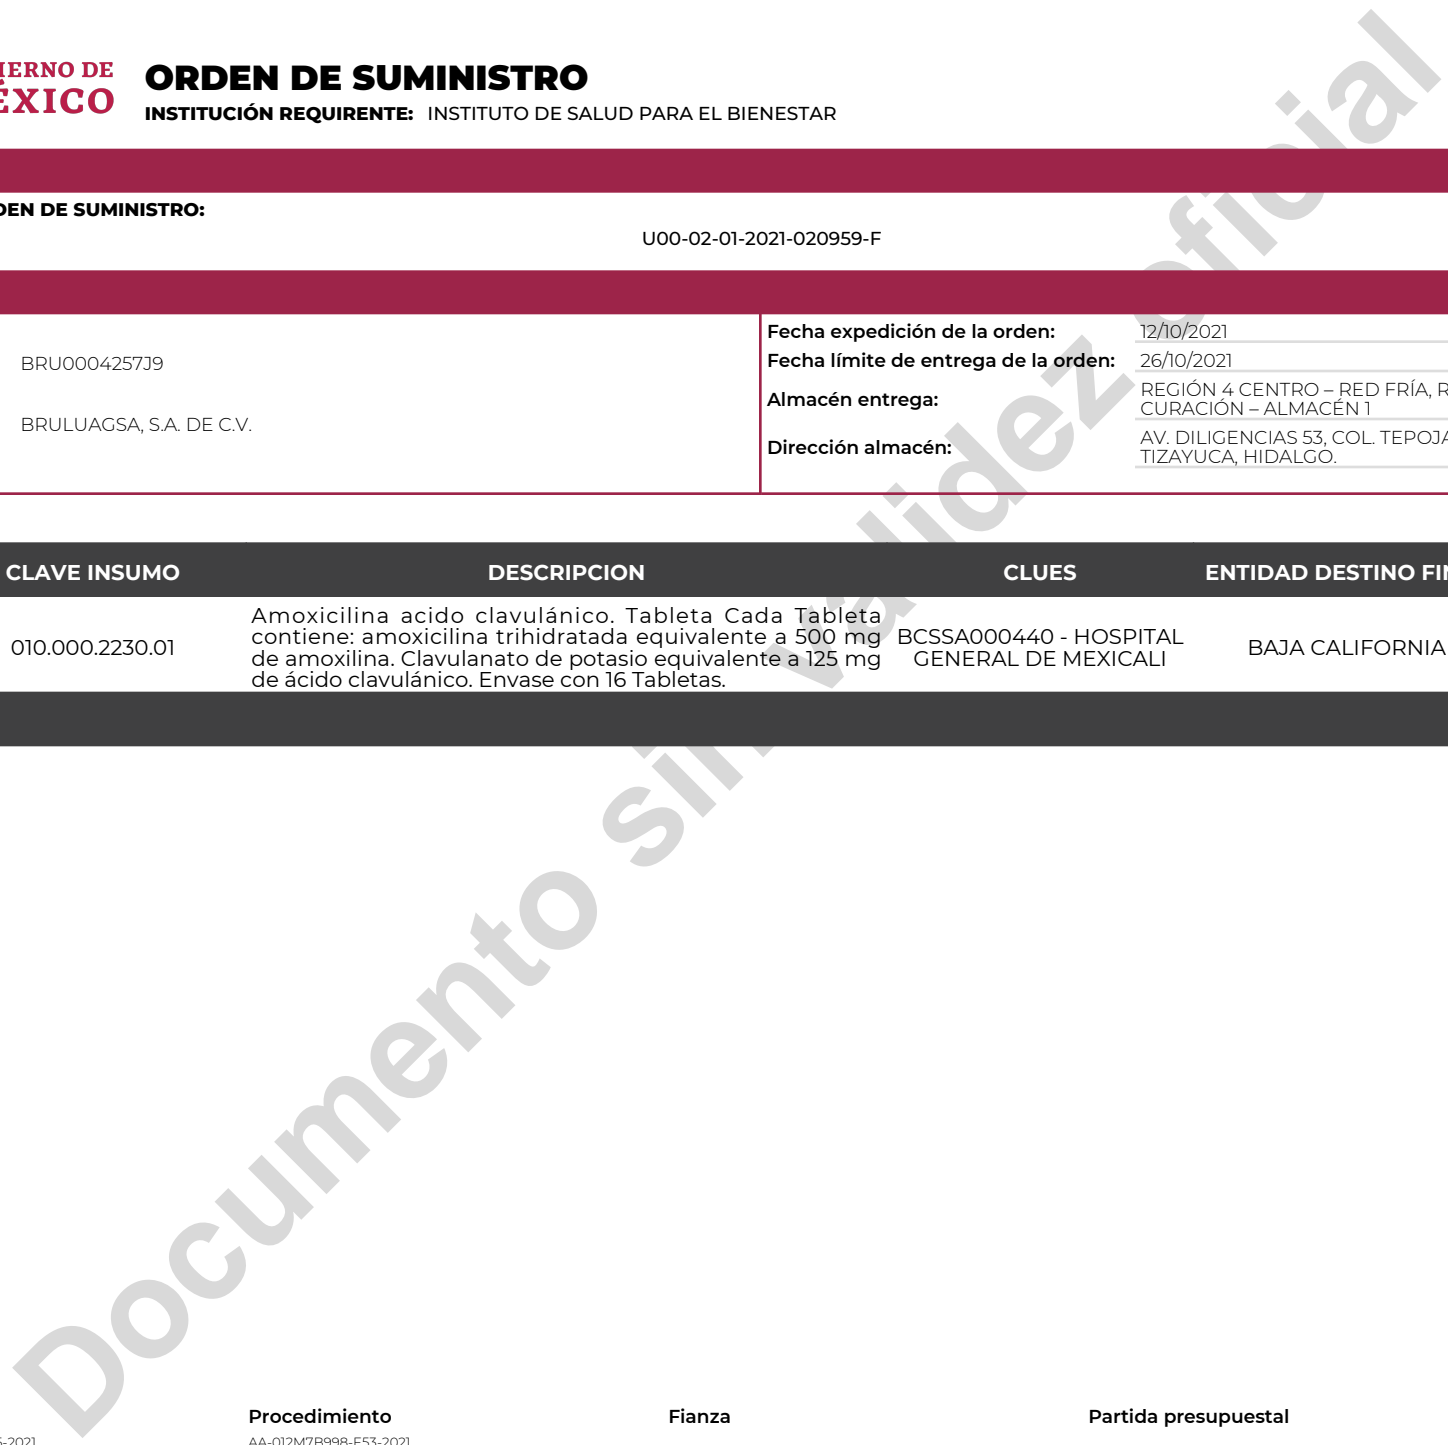 ORDEN DE SUMINISTRO
INSTITUCIÓN REQUIRENTE: INSTITUTO DE SALUD PARA EL BIENESTAR
IERNO DE
ÉXICO
DEN DE SUMINISTRO:
U00-02-01-2021-020959-F
BRU0004257J9
BRULUAGSA, S.A. DE C.V.
Fecha expedición de la orden: 12/10/2021
Fecha límite de entrega de la orden: 26/10/2021
Almacén entrega: REGIÓN 4 CENTRO – RED FRÍA, R
CURACIÓN – ALMACÉN 1
Dirección almacén: AV. DILIGENCIAS 53, COL. TEPOJA
TIZAYUCA, HIDALGO.
CLAVE INSUMO DESCRIPCION CLUES ENTIDAD DESTINO FIN
010.000.2230.01
Amoxicilina acido clavulánico. Tableta Cada Tableta
contiene: amoxicilina trihidratada equivalente a 500 mg
de amoxilina. Clavulanato de potasio equivalente a 125 mg
de ácido clavulánico. Envase con 16 Tabletas.
BCSSA000440 - HOSPITAL
GENERAL DE MEXICALI
BAJA CALIFORNIA
Documento sin validez oficial
Procedimiento Fianza Partida presupuestal
-2021 AA-012M7B998-E53-2021